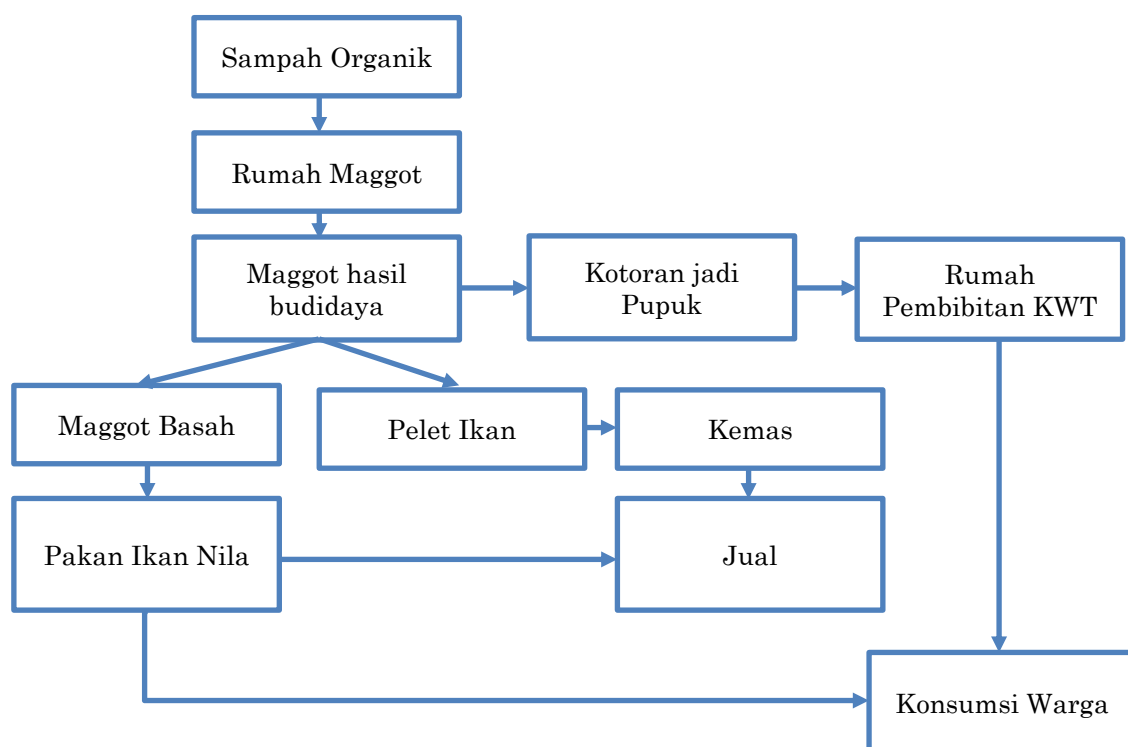 Sampah Organik
Rumah Maggot
Maggot hasil
budidaya
Kotoran jadi
Pupuk
Rumah
Pembibitan KWT
Maggot Basah
Pelet Ikan
Kemas
Pakan Ikan Nila
Jual
Konsumsi Warga